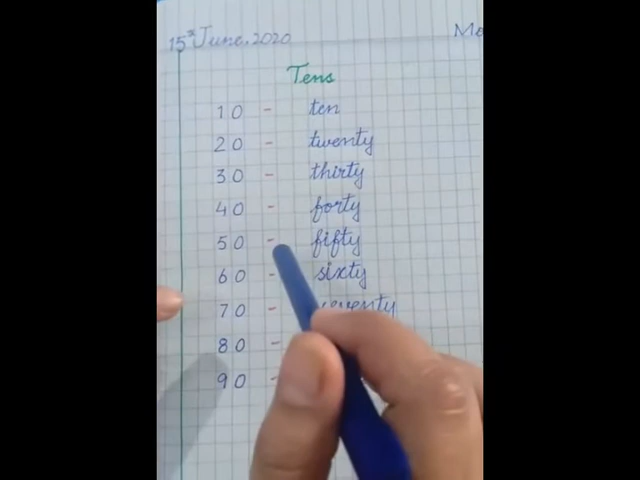 15th June, 2020
Tens
10 - ten
20 - twenty
30 - thirty
40 - forty
50 - fifty
60 - sixty
70 - seventy
80 -
90 -